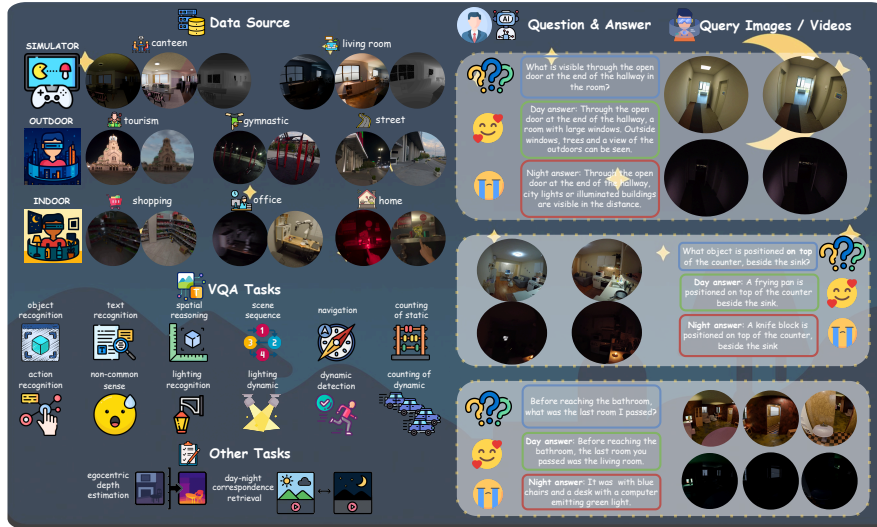 Data Source
SIMULATOR
canteen
living room
OUTDOOR
tourism
gymnastic
street
INDOOR
shopping
office
home
VQA Tasks
object
recognition
text
recognition
spatial
reasoning
scene
sequence
1
3
2
4
navigation
counting
of static
action
recognition
non-common
sense
lighting
recognition
lighting
dynamic
dynamic
detection
counting of
dynamic
Other Tasks
egocentric
depth
estimation
day-night
correspondence
retrieval
AI
Question & Answer
Query Images / Videos
What is visible through the open
door at the end of the hallway in
the room?
Day answer: Through the open
door at the end of the hallway, a
room with large windows. Outside
windows, trees and a view of the
outdoors can be seen.
Night answer: Through the open
door at the end of the hallway,
city lights or illuminated buildings
are visible in the distance.
What object is positioned on top
of the counter, beside the sink?
Day answer: A frying pan is
positioned on top of the counter
beside the sink.
Night answer: A knife block is
positioned on top of the counter,
beside the sink
Before reaching the bathroom,
what was the last room I passed?
Day answer: Before reaching the
bathroom, the last room you
passed was the living room.
Night answer: It was with blue
chairs and a desk with a computer
emitting green light.